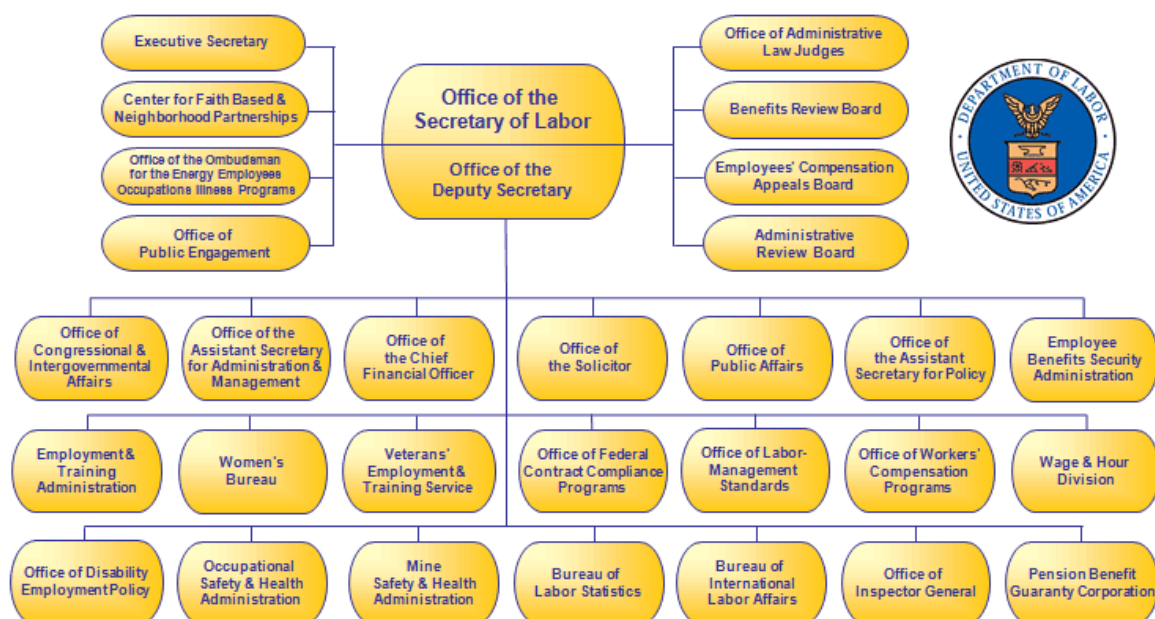 Executive Secretary
Center for Faith Based &
Neighborhood Partnerships
Office of the Ombudsman
for the Energy Employees
Occupations Illness Programs
Office of
Public Engagement
Office of the
Secretary of Labor
Office of the
Deputy Secretary
Office of Administrative
Law Judges
Benefits Review Board
Employees' Compensation
Appeals Board
Administrative
Review Board
DEPARTMENT OF LABOR
UNITED STATES OF AMERICA
Office of
Congressional &
Intergovernmental
Affairs
Office of the
Assistant Secretary
for Administration &
Management
Office of
the Chief
Financial Officer
Office of
the Solicitor
Office of
Public Affairs
Office of
the Assistant
Secretary for Policy
Employee
Benefits Security
Administration
Employment &
Training
Administration
Women's
Bureau
Veterans'
Employment &
Training Service
Office of Federal
Contract Compliance
Programs
Office of Labor-
Management
Standards
Office of Workers'
Compensation
Programs
Wage & Hour
Division
Office of Disability
Employment Policy
Occupational
Safety & Health
Administration
Mine
Safety & Health
Administration
Bureau of
Labor Statistics
Bureau of
International
Labor Affairs
Office of
Inspector General
Pension Benefit
Guaranty Corporation